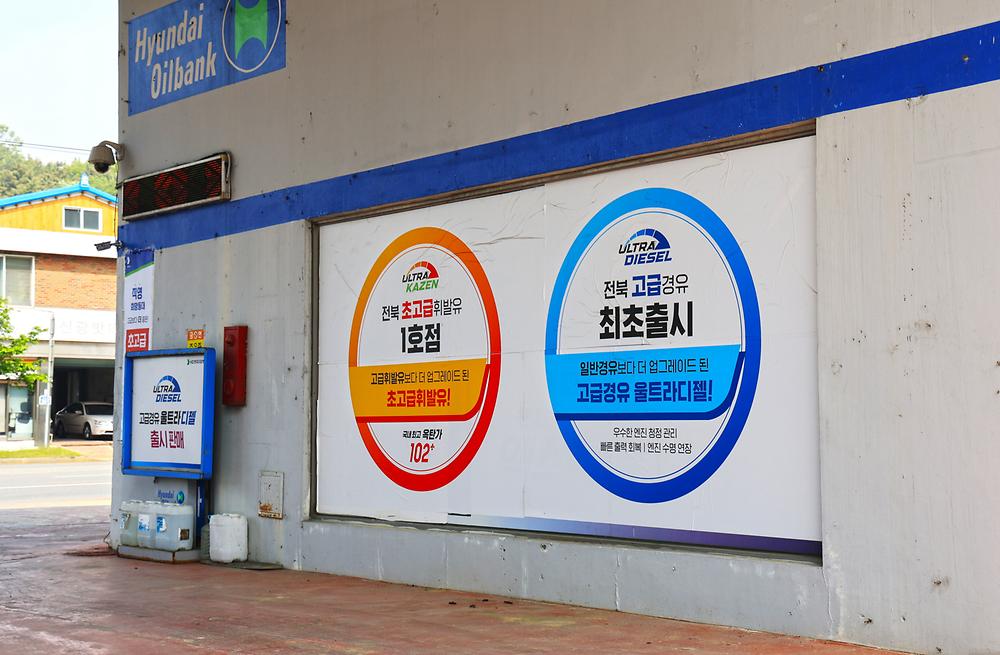 Hyundai
Oilbank
직영
초고급
ULTRA
DIESEL
고급경유 울트라디젤
출시 판매
Hyundai
ULTRA
KAZEN
전북 초고급휘발유
1호점
고급휘발유보다 더 업그레이드 된
초고급휘발유!
국내 최고 옥탄가
102+
ULTRA
DIESEL
전북 고급경유
최초출시
일반경유보다 더 업그레이드 된
고급경유 울트라디젤!
우수한 엔진 청정 관리
빠른 출력 회복 | 엔진 수명 연장